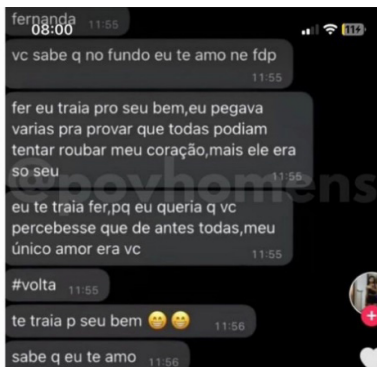 fernanda 11:55
08:00 114
vc sabe q no fundo eu te amo ne fdp
11:55
fer eu traia pro seu bem,eu pegava
varias pra provar que todas podiam
tentar roubar meu coração,mais ele era
so seu
11:55
@povhomens
eu te traia fer,pq eu queria q vc
percebesse que de antes todas,meu
único amor era vc
11:55
#volta 11:55
te traia p seu bem 😁😁 11:56
sabe q eu te amo 11:56